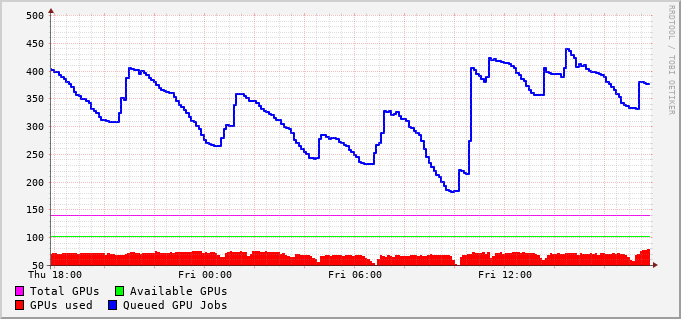 500
450
400
350
300
250
200
150
100
50
Thu 18:00 Fri 00:00 Fri 06:00 Fri 12:00
Total GPUs Available GPUs
GPUs used Queued GPU Jobs
RRDTOOL / TOBI OETIKER